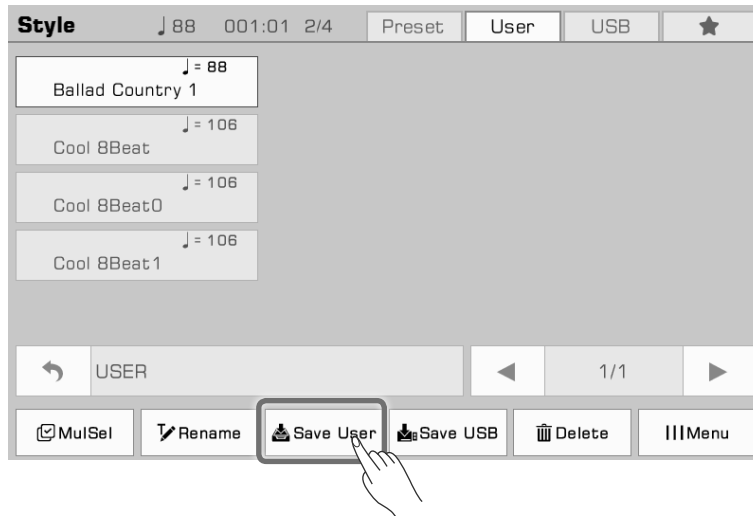 Style ♩88 001:01 2/4 Preset User USB ★
♩= 88
Ballad Country 1
♩= 106
Cool 8Beat
♩= 106
Cool 8Beat0
♩= 106
Cool 8Beat1
USER 1/1
MulSel Rename Save User Save USB Delete Menu